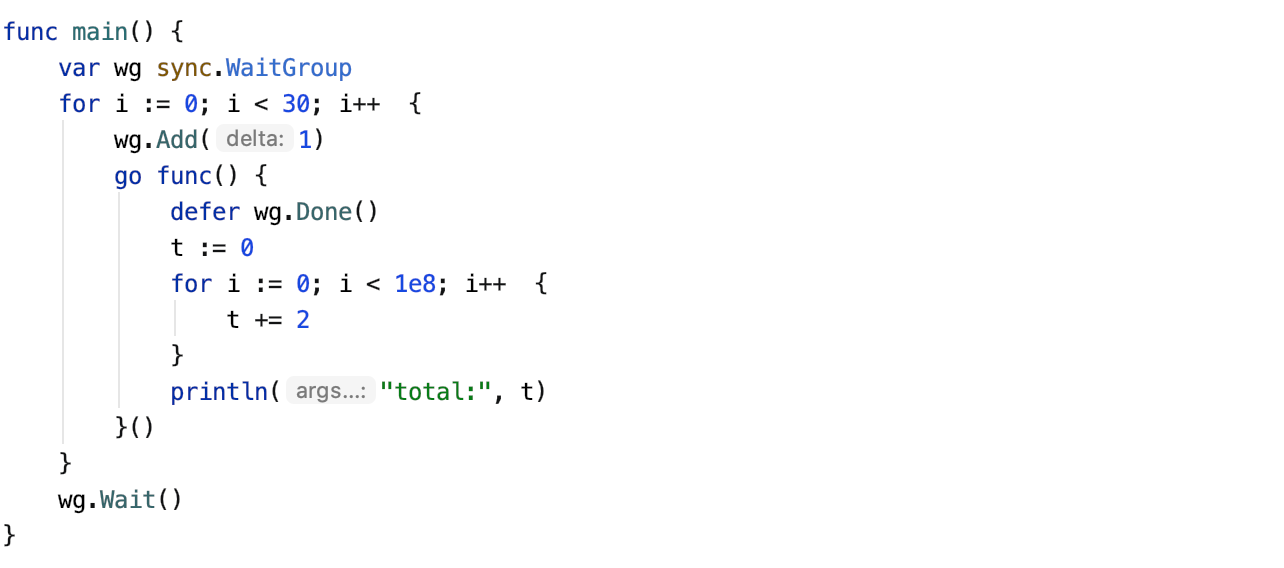 func main() {
    var wg sync.WaitGroup
    for i := 0; i < 30; i++  {
        wg.Add( delta: 1)
        go func() {
            defer wg.Done()
            t := 0
            for i := 0; i < 1e8; i++  {
                t += 2
            }
            println( args...: "total:", t)
        }()
    }
    wg.Wait()
}